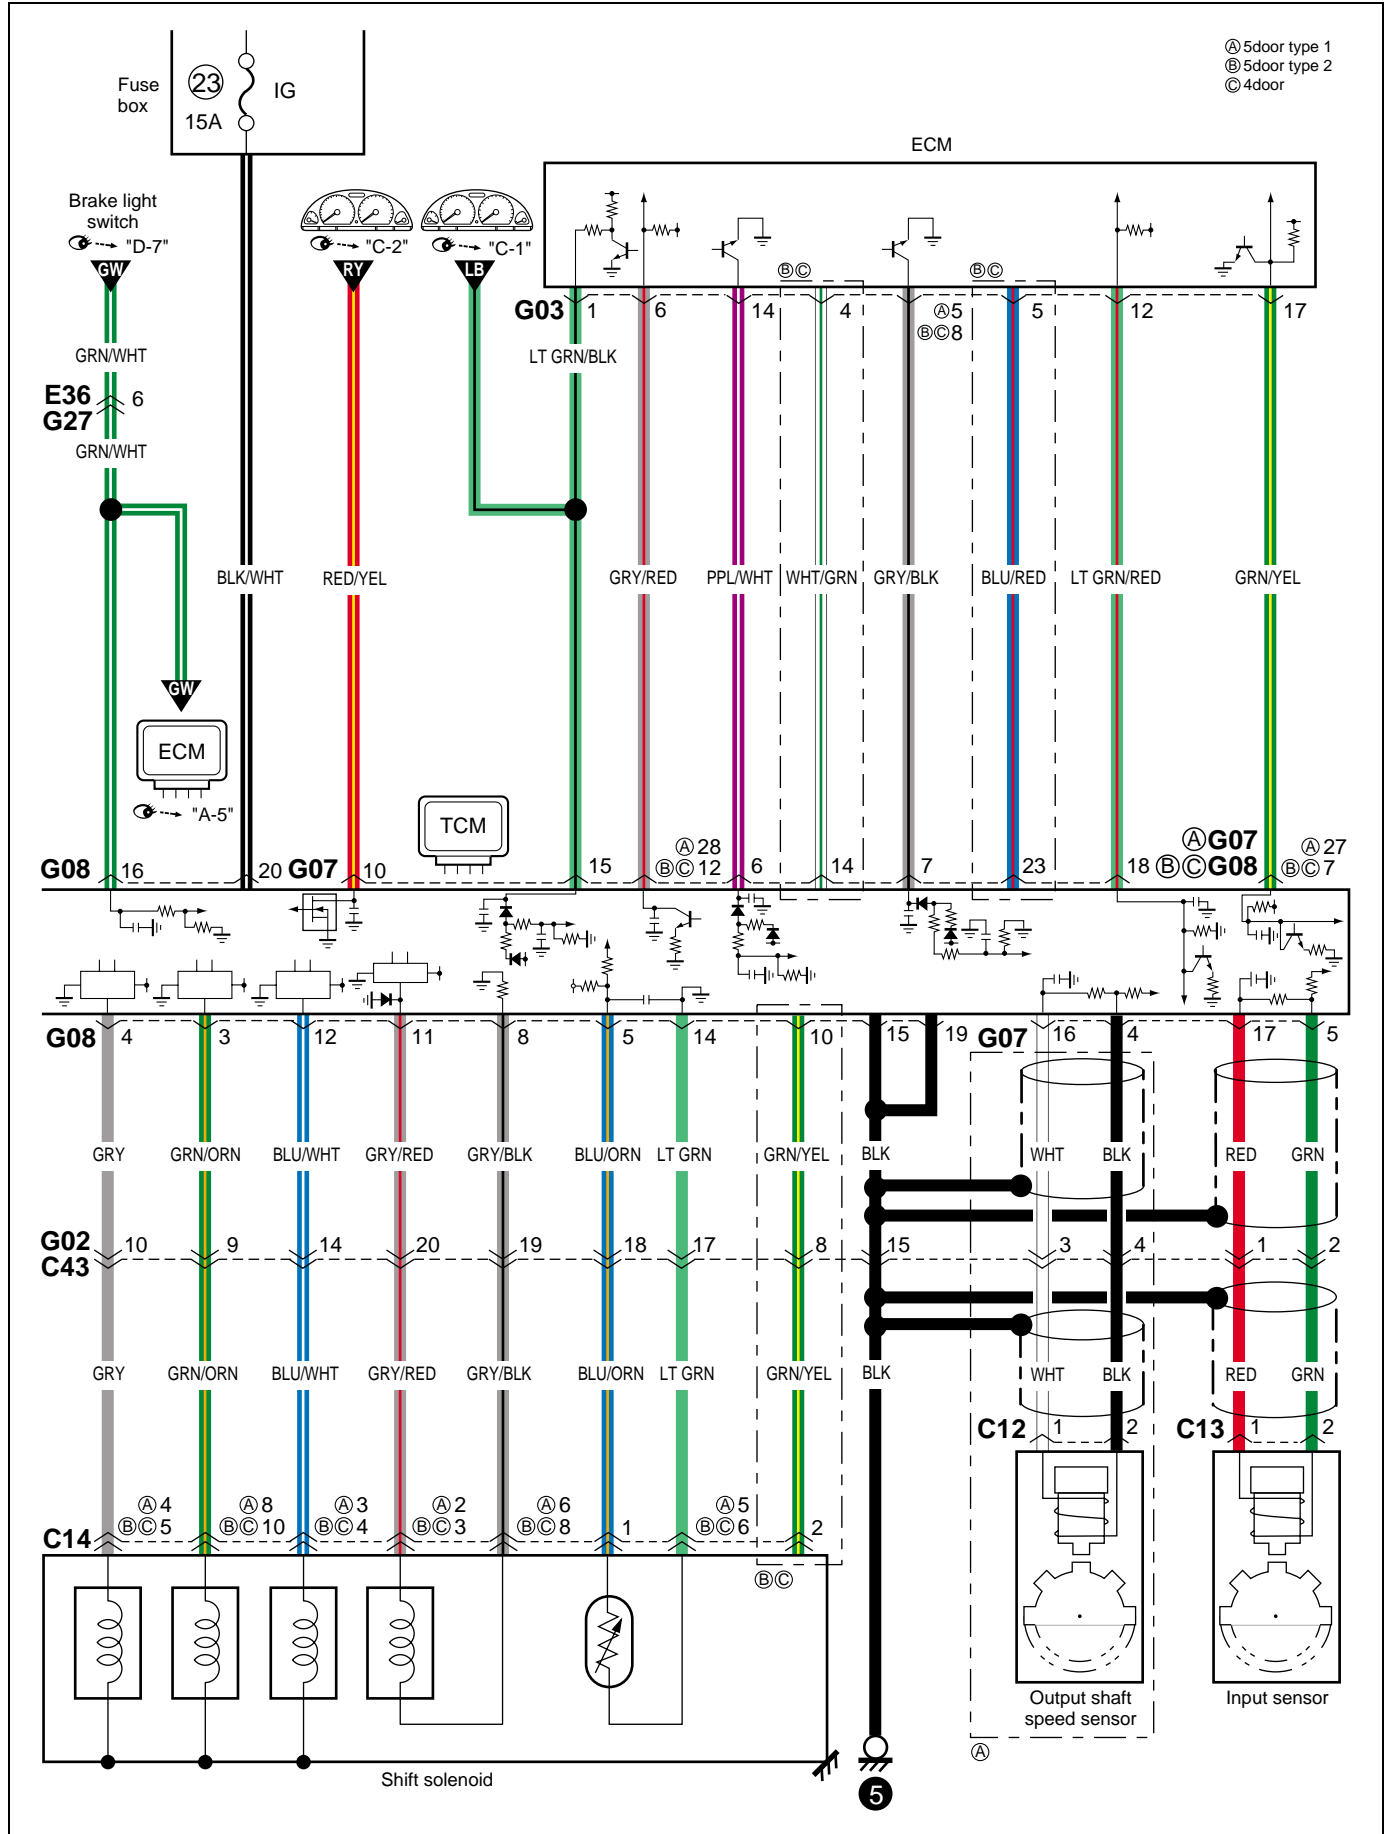 Ⓐ 5door type 1
Ⓑ 5door type 2
Ⓒ 4door
Fuse
box
23
15A
IG
ECM
Brake light
switch
"D-7"
"C-2"
"C-1"
GW
RY
LB
ⒷⒸ
ⒷⒸ
G03
1
6
14
4
Ⓐ5
ⒷⒸ8
5
12
17
GRN/WHT
LT GRN/BLK
E36
G27
6
GRN/WHT
BLK/WHT
RED/YEL
GRY/RED
PPL/WHT
WHT/GRN
GRY/BLK
BLU/RED
LT GRN/RED
GRN/YEL
GW
ECM
"A-5"
TCM
G08
16
20
G07
10
15
Ⓐ28
ⒷⒸ12
6
14
7
23
18
ⒶG07
ⒷⒸG08
Ⓐ27
ⒷⒸ7
G08
4
3
12
11
8
5
14
10
15
19
G07
16
4
17
5
GRY
GRN/ORN
BLU/WHT
GRY/RED
GRY/BLK
BLU/ORN
LT GRN
GRN/YEL
BLK
WHT
BLK
RED
GRN
G02
C43
10
9
14
20
19
18
17
8
15
3
4
1
2
GRY
GRN/ORN
BLU/WHT
GRY/RED
GRY/BLK
BLU/ORN
LT GRN
GRN/YEL
BLK
WHT
BLK
RED
GRN
C12
1
2
C13
1
2
C14
Ⓐ4
ⒷⒸ5
Ⓐ8
ⒷⒸ10
Ⓐ3
ⒷⒸ4
Ⓐ2
ⒷⒸ3
Ⓐ6
ⒷⒸ8
1
Ⓐ5
ⒷⒸ6
2
ⒷⒸ
Output shaft
speed sensor
Input sensor
Ⓐ
Shift solenoid
5